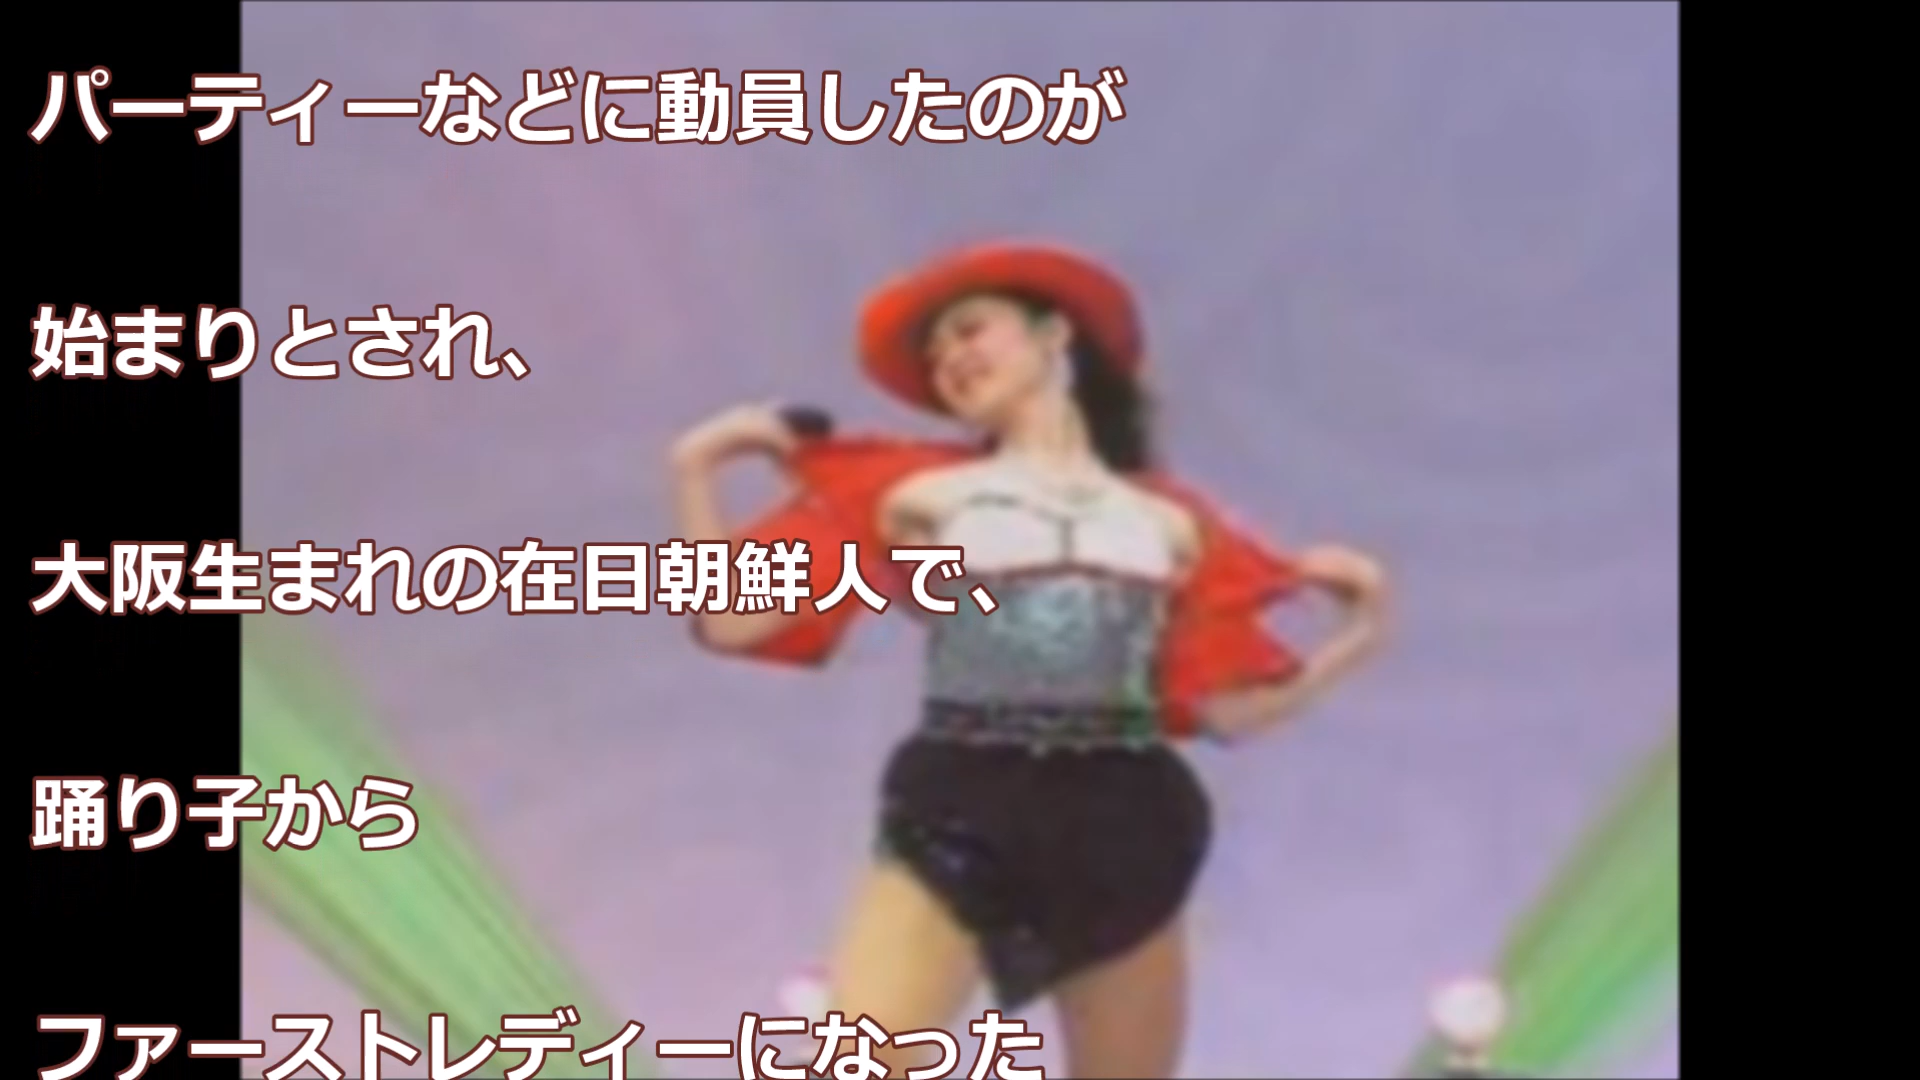 パーティーなどに動員したのが
始まりとされ、
大阪生まれの在日朝鮮人で、
踊り子から
ファーストレディーになった